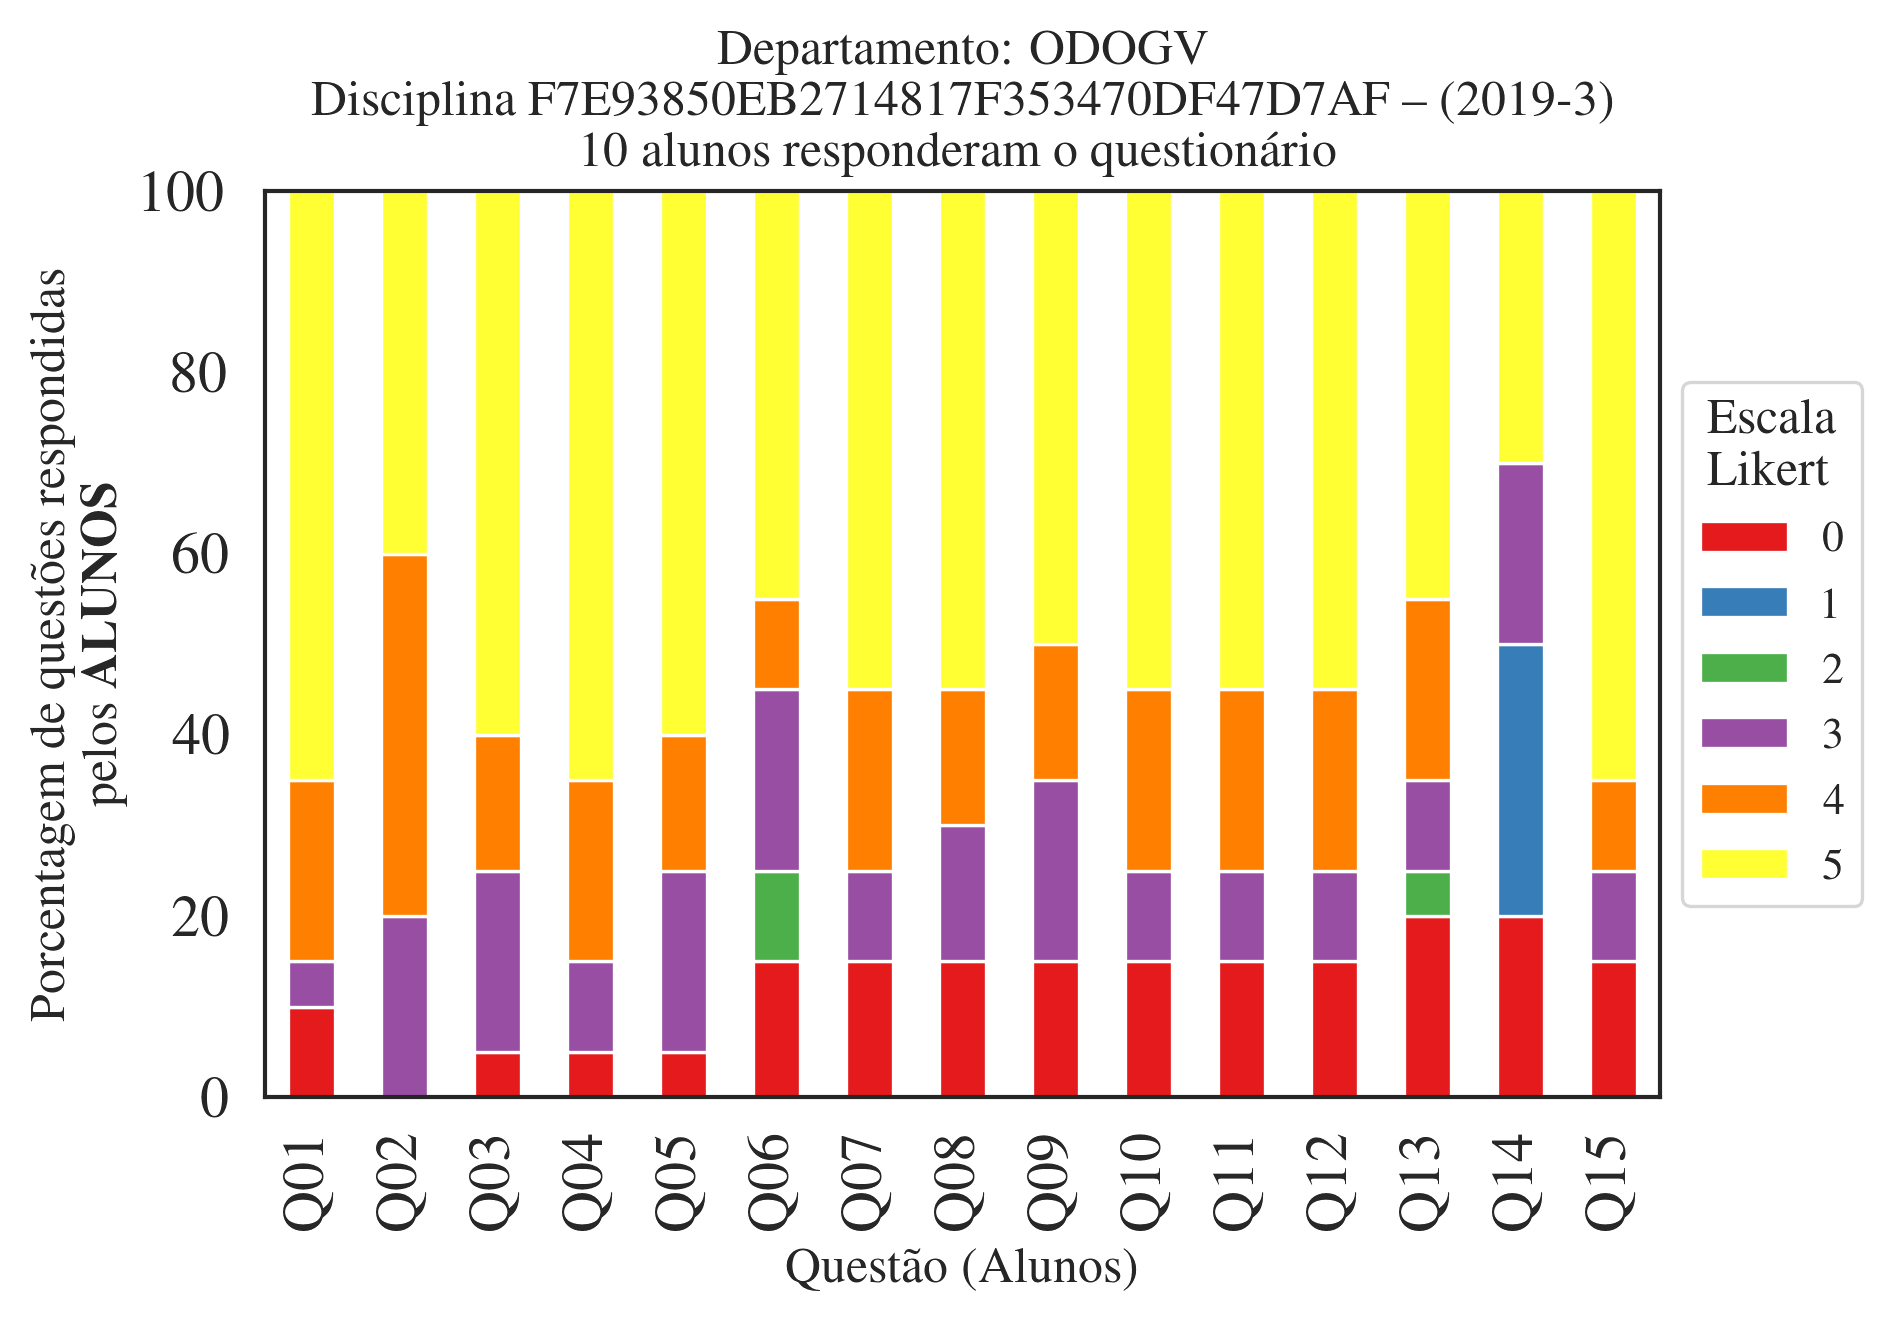 Departamento: ODOGV
Disciplina F7E93850EB2714817F353470DF47D7AF – (2019-3)
10 alunos responderam o questionário
Porcentagem de questões respondidas
pelos ALUNOS
100
80
60
40
20
0
Q01
Q02
Q03
Q04
Q05
Q06
Q07
Q08
Q09
Q10
Q11
Q12
Q13
Q14
Q15
Questão (Alunos)
Escala
Likert
0
1
2
3
4
5